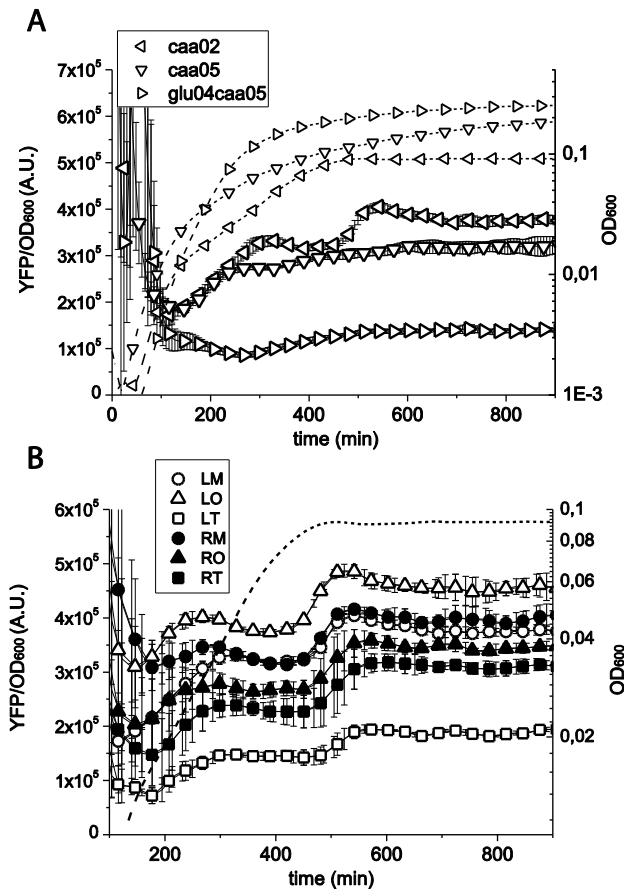 A
caa02
caa05
glu04caa05
7x10⁵
6x10⁵
5x10⁵
4x10⁵
3x10⁵
2x10⁵
1x10⁵
0
YFP/OD₆₀₀ (A.U.)
0.1
0.01
1E-3
OD₆₀₀
0 200 400 600 800
time (min)
B
LM
LO
LT
RM
RO
RT
6x10⁵
5x10⁵
4x10⁵
3x10⁵
2x10⁵
1x10⁵
0
YFP/OD₆₀₀ (A.U.)
0,1
0,08
0,06
0,04
0,02
OD₆₀₀
200 400 600 800
time (min)